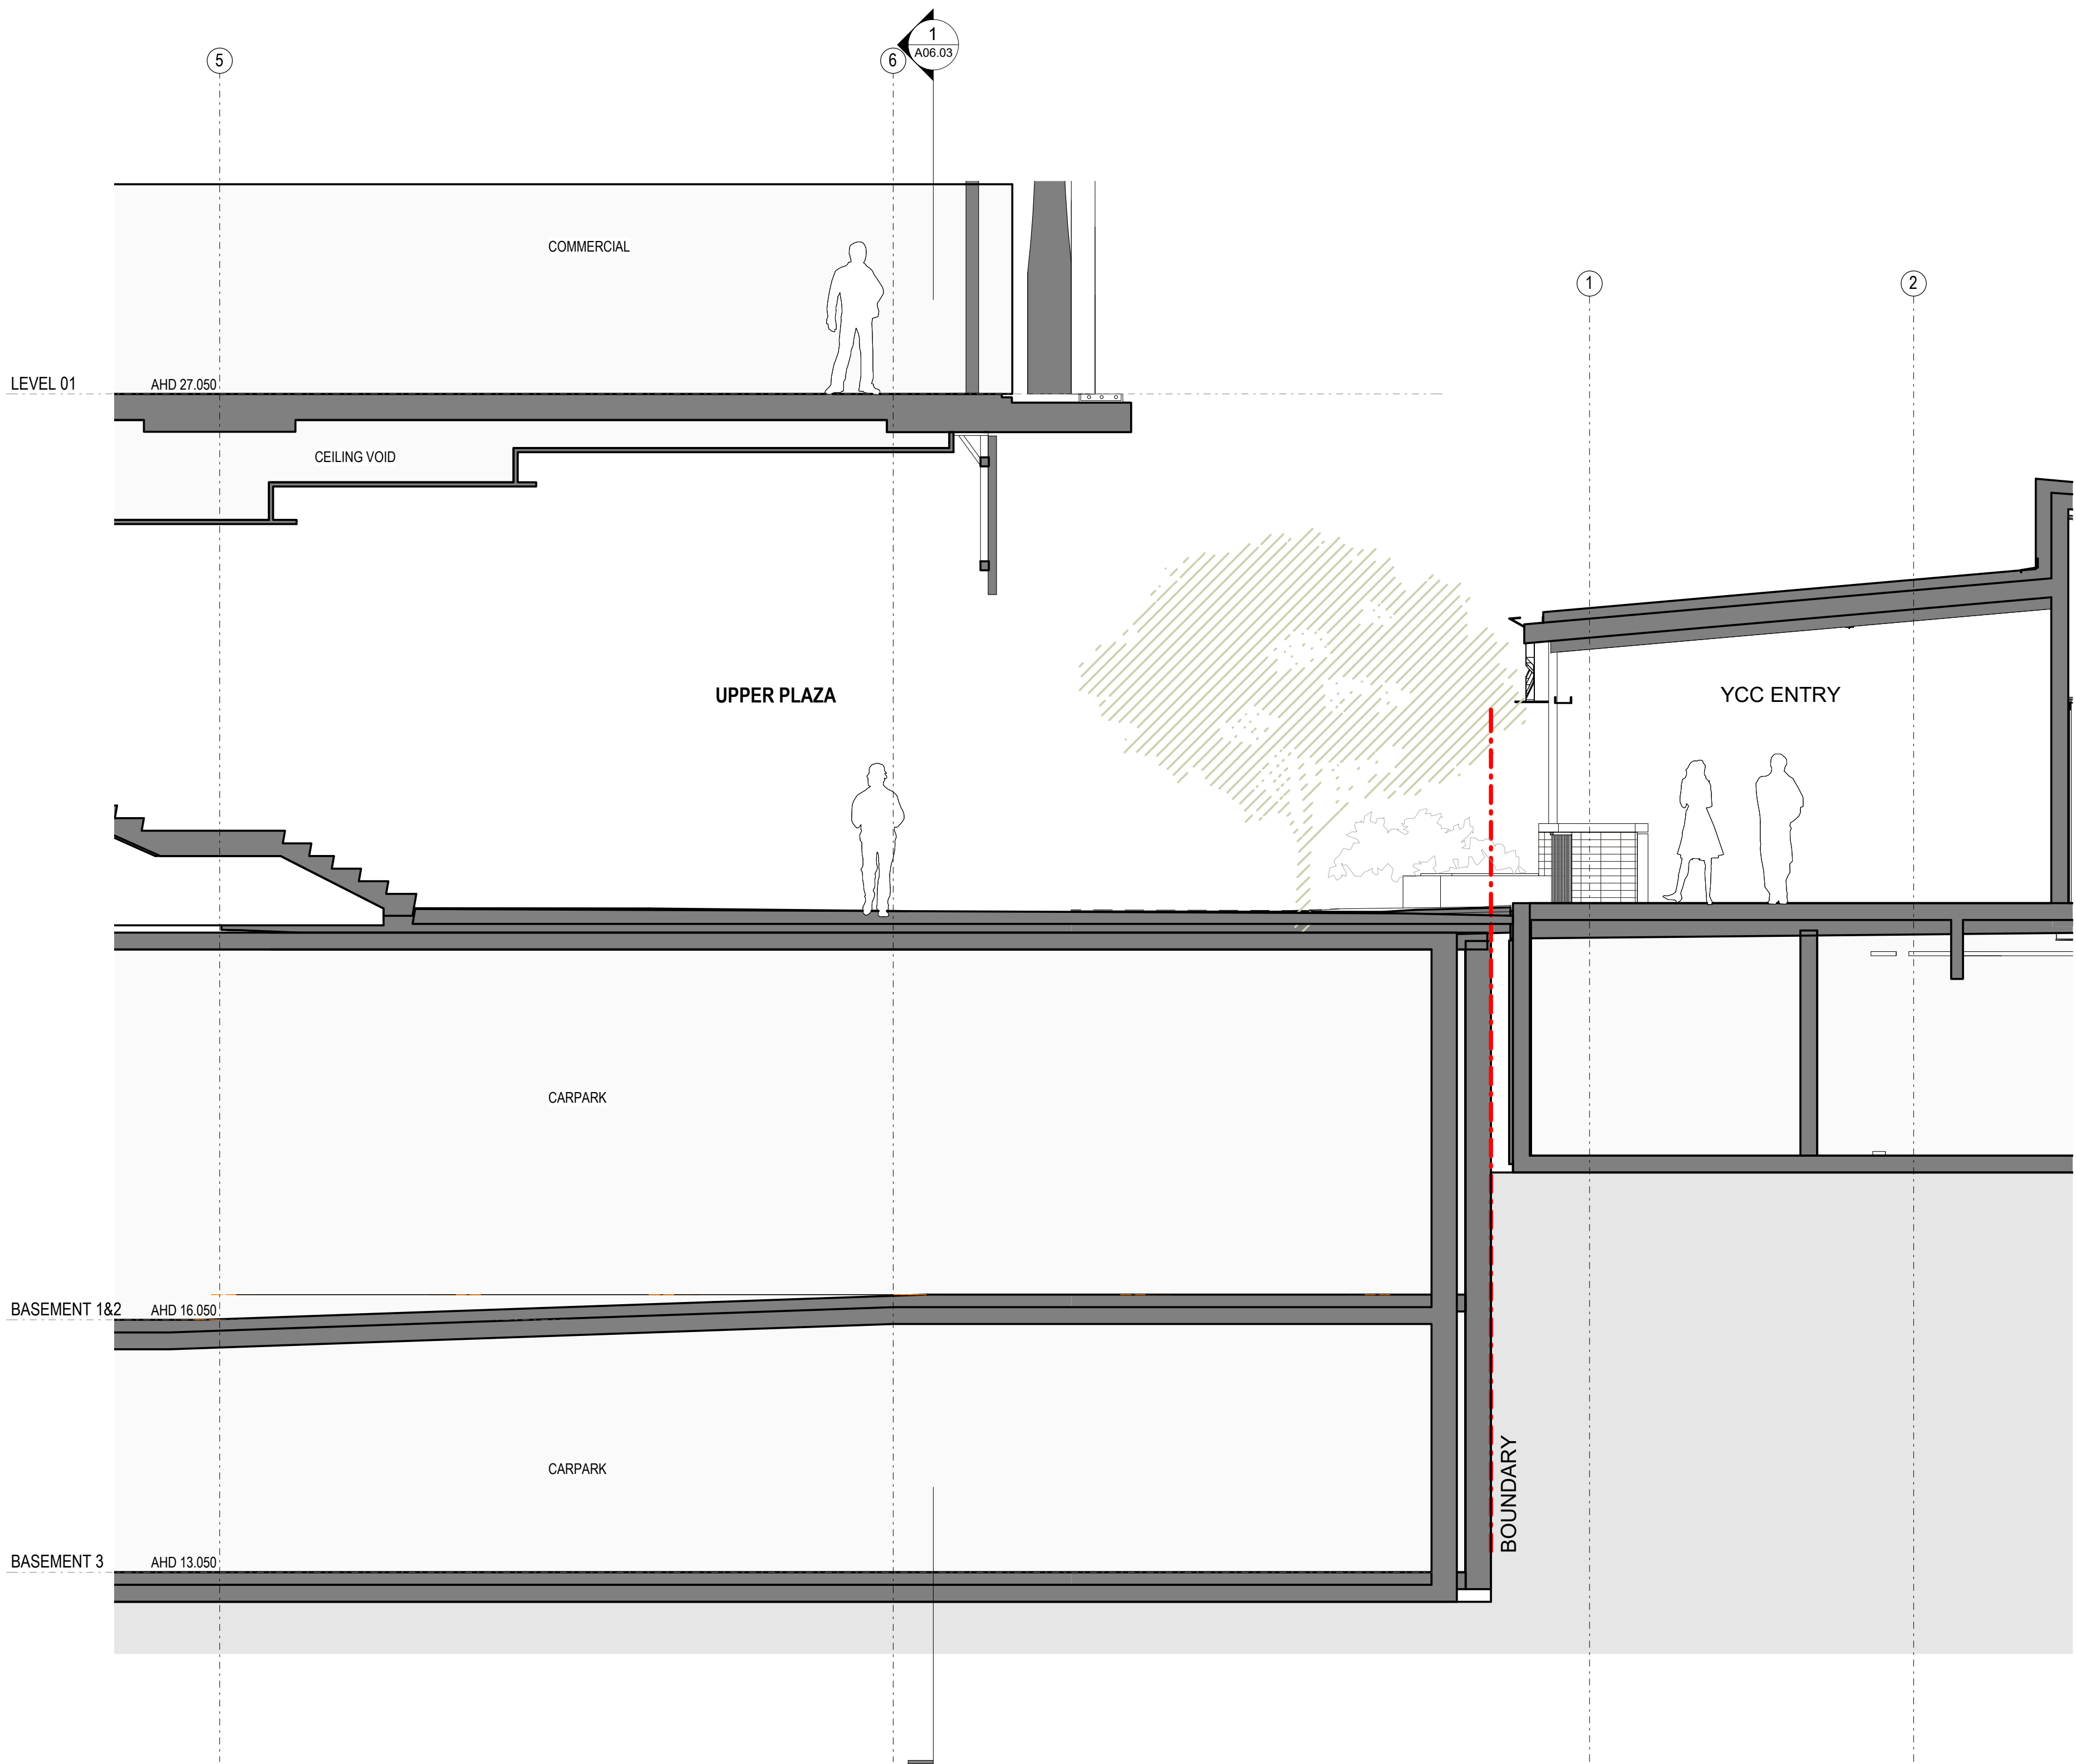 1
A06.03
5
6
COMMERCIAL
1
2
LEVEL 01
AHD 27.050
CEILING VOID
UPPER PLAZA
YCC ENTRY
CARPARK
BASEMENT 1&2
AHD 16.050
CARPARK
BOUNDARY
BASEMENT 3
AHD 13.050